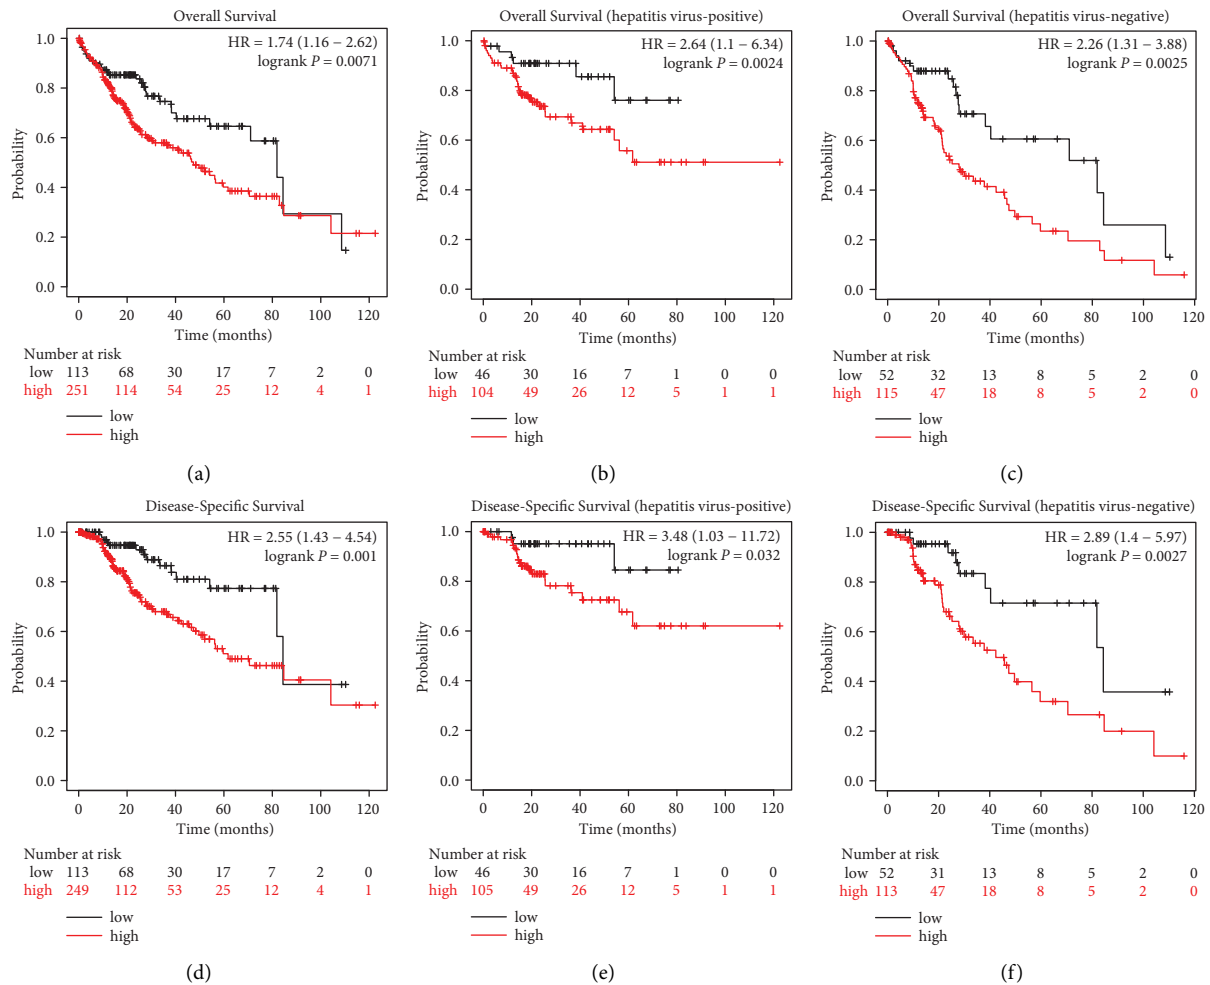 Overall Survival
HR = 1.74 (1.16 − 2.62)
logrank P = 0.0071
Probability
1.0
0.8
0.6
0.4
0.2
0.0
0 20 40 60 80 100 120
Time (months)
Number at risk
low 113 68 30 17 7 2 0
high 251 114 54 25 12 4 1
low
high
(a)
Overall Survival (hepatitis virus-positive)
HR = 2.64 (1.1 − 6.34)
logrank P = 0.0024
Probability
1.0
0.8
0.6
0.4
0.2
0.0
0 20 40 60 80 100 120
Time (months)
Number at risk
low 46 30 16 7 1 0 0
high 104 49 26 12 5 1 1
low
high
(b)
Overall Survival (hepatitis virus-negative)
HR = 2.26 (1.31 − 3.88)
logrank P = 0.0025
Probability
1.0
0.8
0.6
0.4
0.2
0.0
0 20 40 60 80 100 120
Time (months)
Number at risk
low 52 32 13 8 5 2 0
high 115 47 18 8 5 2 0
low
high
(c)
Disease-Specific Survival
HR = 2.55 (1.43 − 4.54)
logrank P = 0.001
Probability
1.0
0.8
0.6
0.4
0.2
0.0
0 20 40 60 80 100 120
Time (months)
Number at risk
low 113 68 30 17 7 2 0
high 249 112 53 25 12 4 1
low
high
(d)
Disease-Specific Survival (hepatitis virus-positive)
HR = 3.48 (1.03 − 11.72)
logrank P = 0.032
Probability
1.0
0.8
0.6
0.4
0.2
0.0
0 20 40 60 80 100 120
Time (months)
Number at risk
low 46 30 16 7 1 0 0
high 105 49 26 12 5 1 1
low
high
(e)
Disease-Specific Survival (hepatitis virus-negative)
HR = 2.89 (1.4 − 5.97)
logrank P = 0.0027
Probability
1.0
0.8
0.6
0.4
0.2
0.0
0 20 40 60 80 100 120
Time (months)
Number at risk
low 52 31 13 8 5 2 0
high 113 47 18 8 5 2 0
low
high
(f)